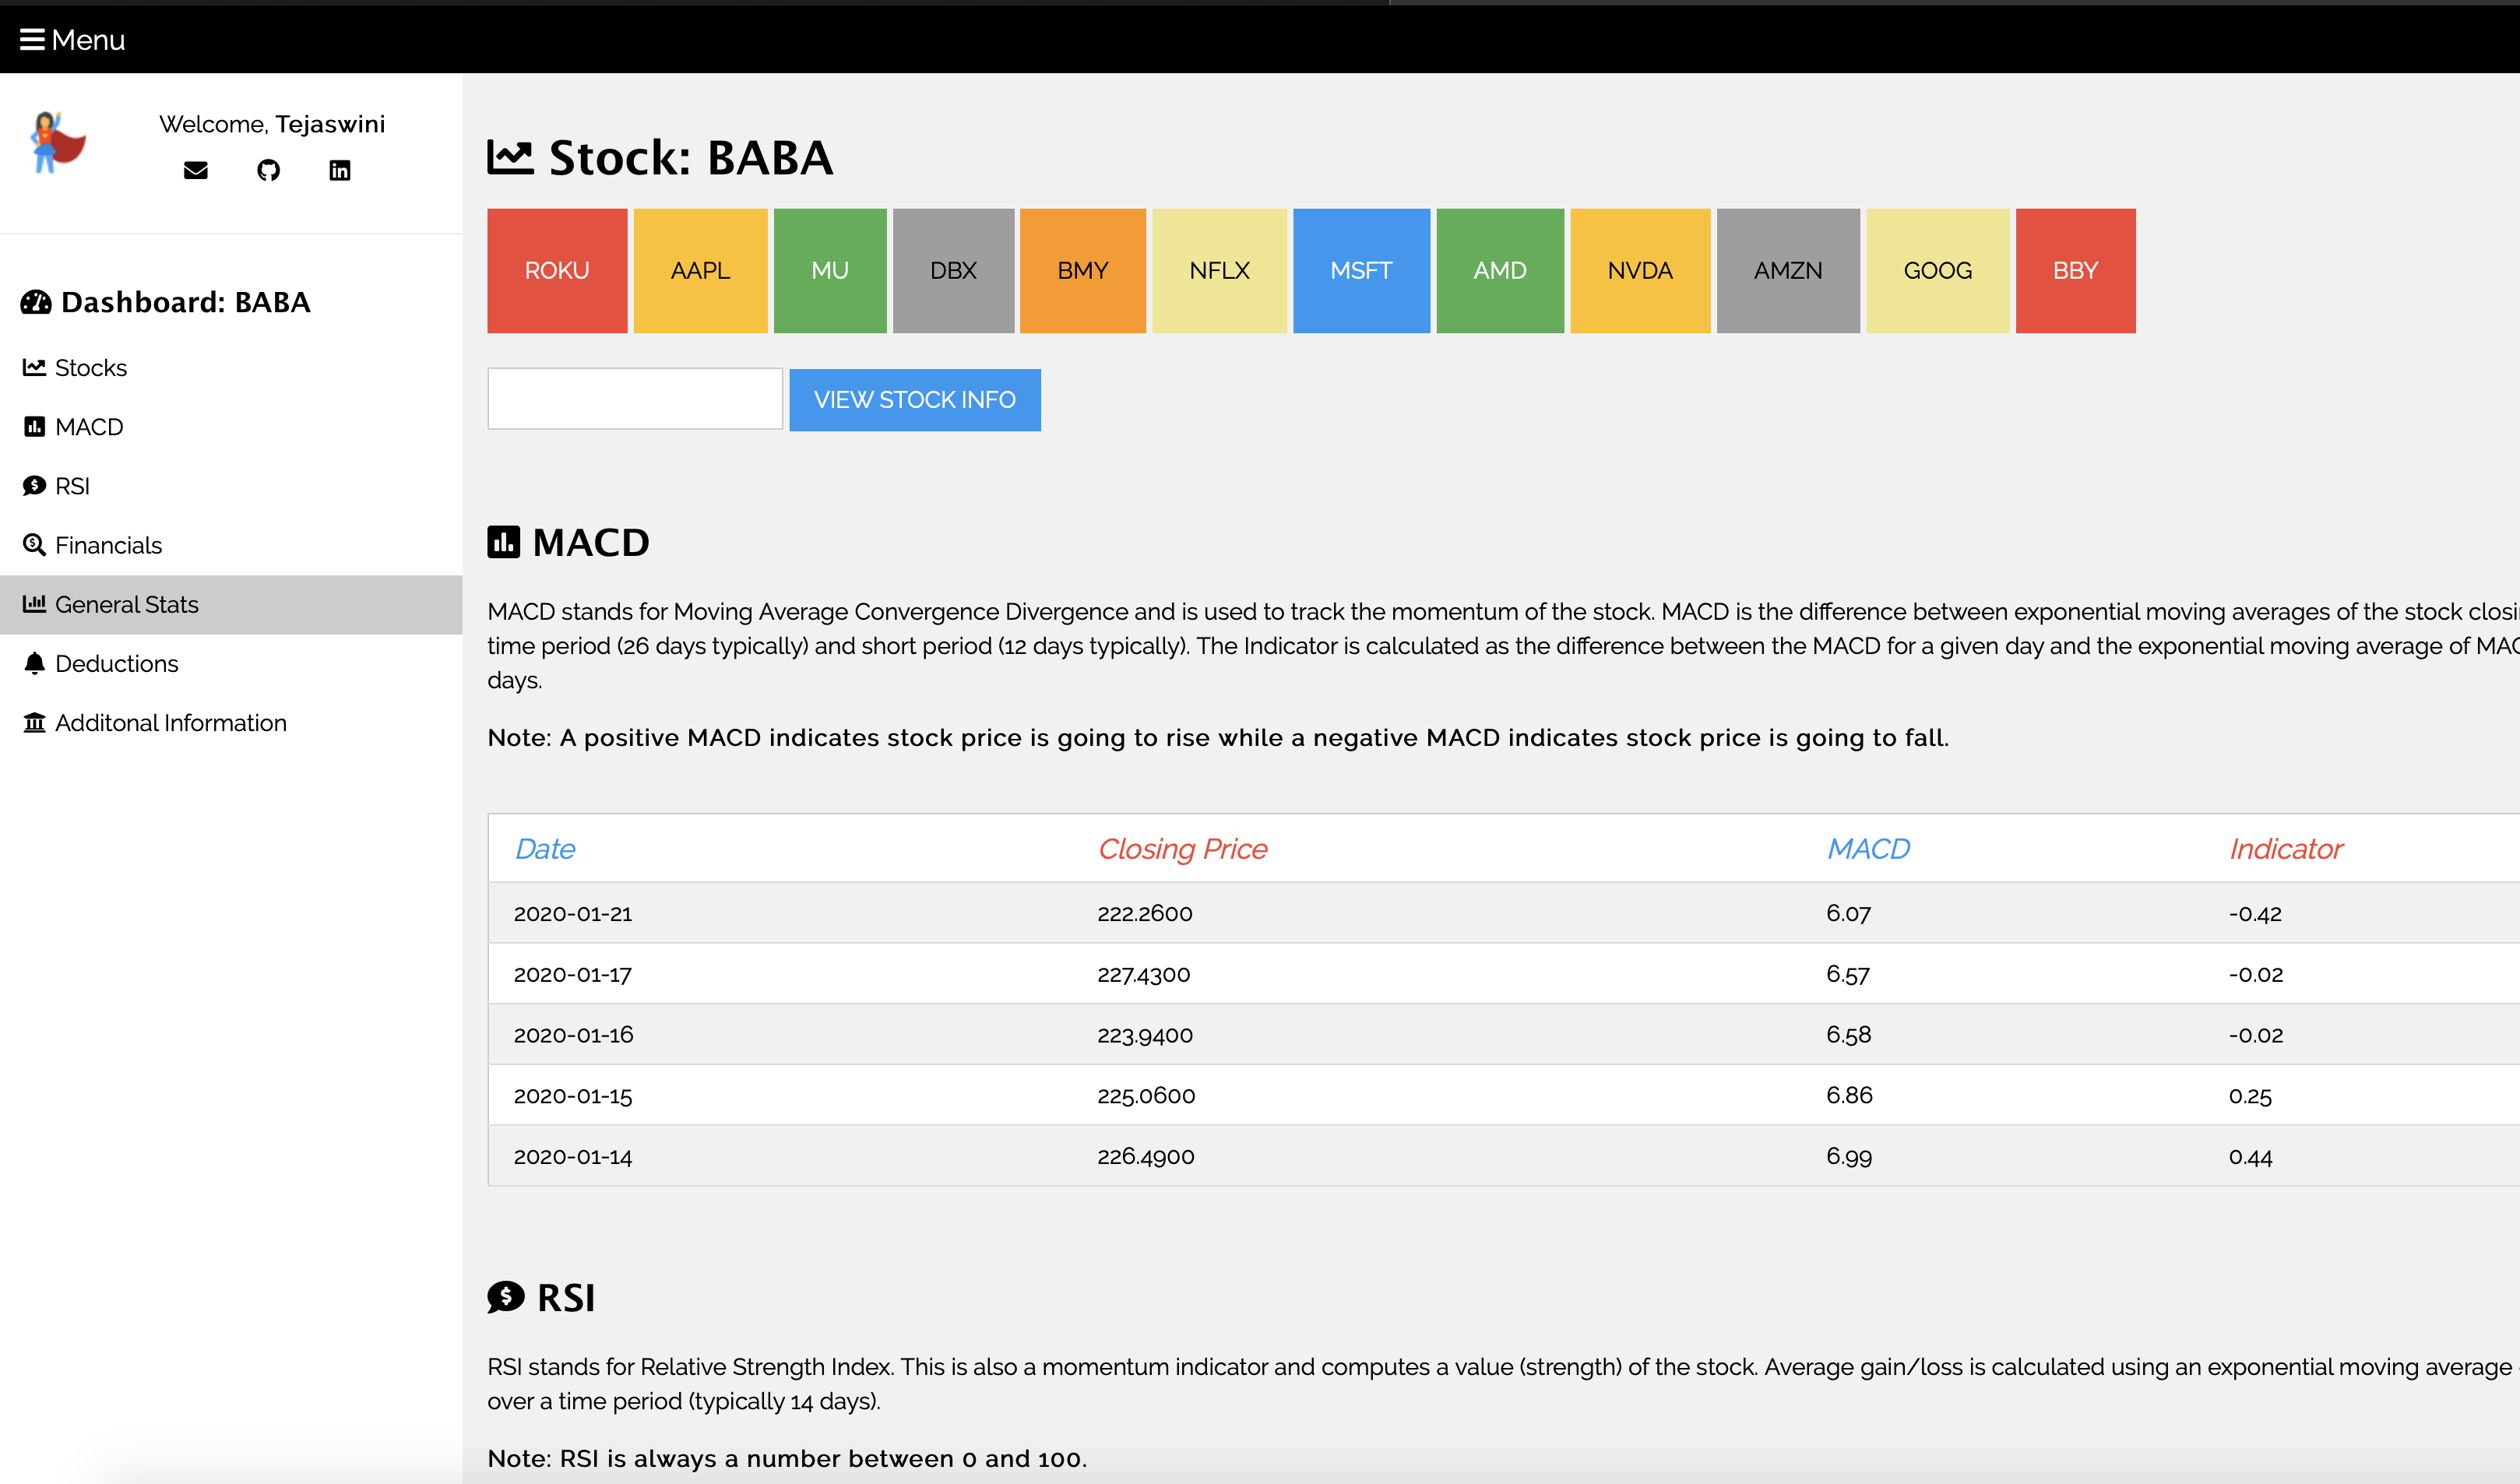 Menu
Welcome, Tejaswini
Dashboard: BABA
Stocks
MACD
RSI
Financials
General Stats
Deductions
Additonal Information
Stock: BABA
ROKU AAPL MU DBX BMY NFLX MSFT AMD NVDA AMZN GOOG BBY
VIEW STOCK INFO
MACD
MACD stands for Moving Average Convergence Divergence and is used to track the momentum of the stock. MACD is the difference between exponential moving averages of the stock
time period (26 days typically) and short period (12 days typically). The Indicator is calculated as the difference between the MACD for a given day and the exponential moving average of
days.
Note: A positive MACD indicates stock price is going to rise while a negative MACD indicates stock price is going to fall.
Date Closing Price MACD Indicator
2020-01-21 222.2600 6.07 -0.42
2020-01-17 227.4300 6.57 -0.02
2020-01-16 223.9400 6.58 -0.02
2020-01-15 225.0600 6.86 0.25
2020-01-14 226.4900 6.99 0.44
RSI
RSI stands for Relative Strength Index. This is also a momentum indicator and computes a value (strength) of the stock. Average gain/loss is calculated using an exponential moving average
over a time period (typically 14 days).
Note: RSI is always a number between 0 and 100.